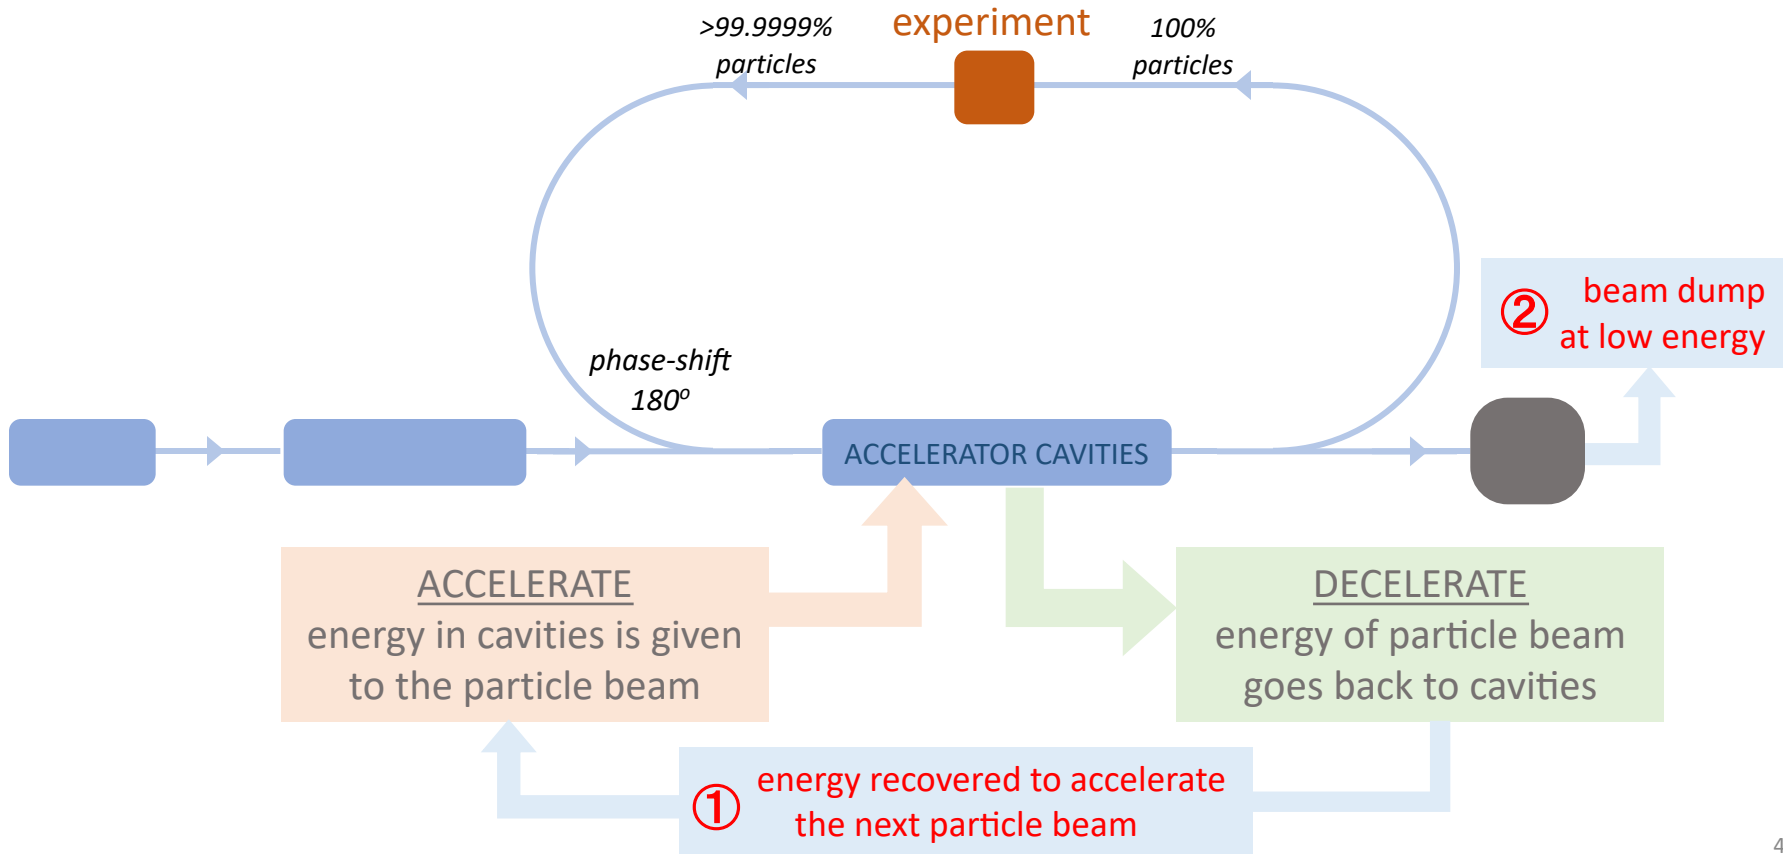 >99.9999%
particles
experiment
100%
particles
② beam dump
at low energy
phase-shift
180º
ACCELERATOR CAVITIES
ACCELERATE
energy in cavities is given
to the particle beam
DECELERATE
energy of particle beam
goes back to cavities
① energy recovered to accelerate
the next particle beam
4